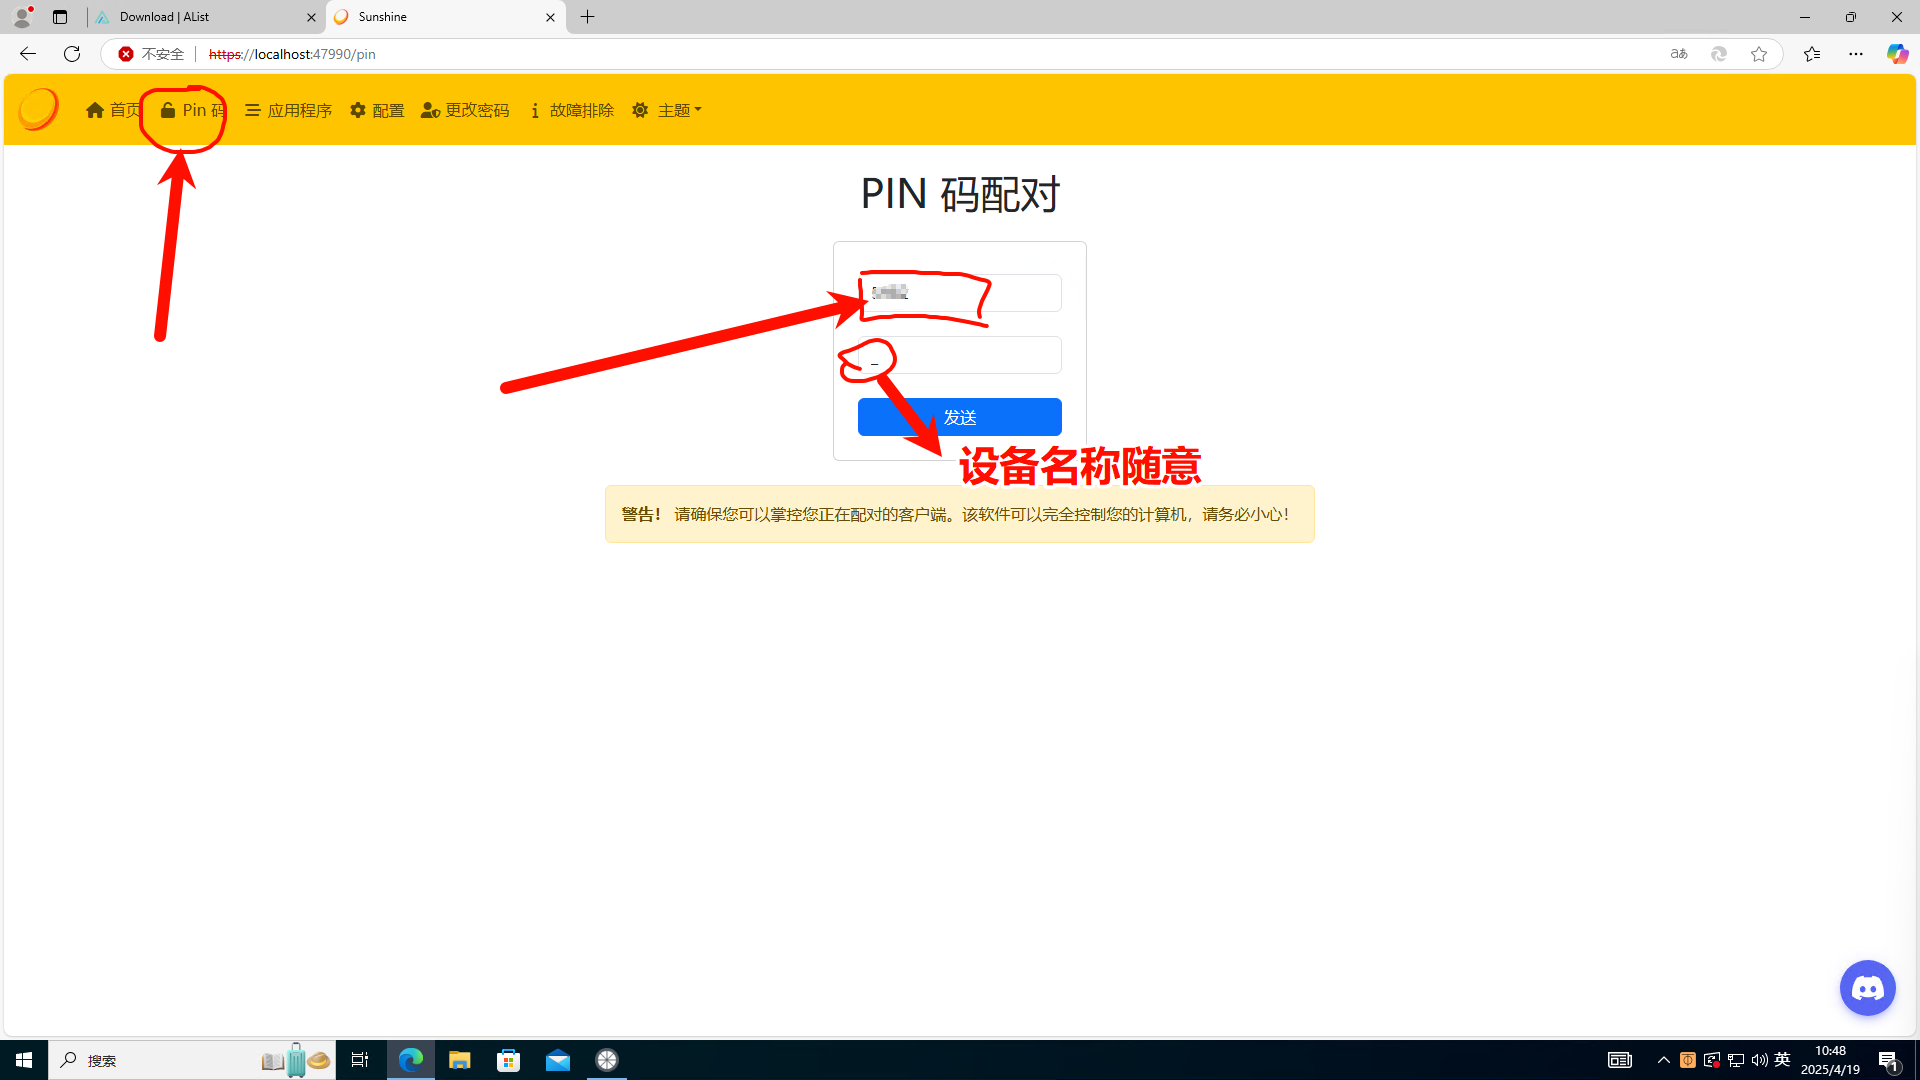 Download | AList
Sunshine
不安全
https://localhost:47990/pin
首页
Pin 码
应用程序
配置
更改密码
故障排除
主题
PIN 码配对
_
发送
设备名称随意
警告! 请确保您可以掌控您正在配对的客户端。该软件可以完全控制您的计算机，请务必小心！
搜索
英
10:48
2025/4/19
1